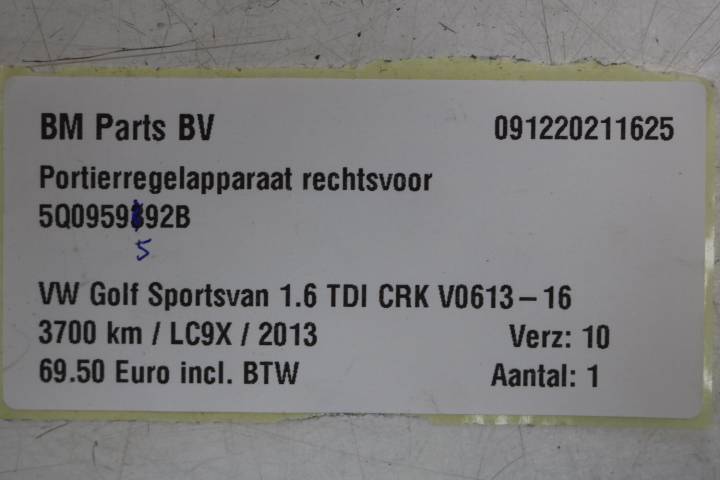 BM Parts BV 091220211625
Portierregelapparaat rechtsvoor
5Q0959392B
5
VW Golf Sportsvan 1.6 TDI CRK V0613-16
3700 km / LC9X / 2013 Verz: 10
69.50 Euro incl. BTW Aantal: 1